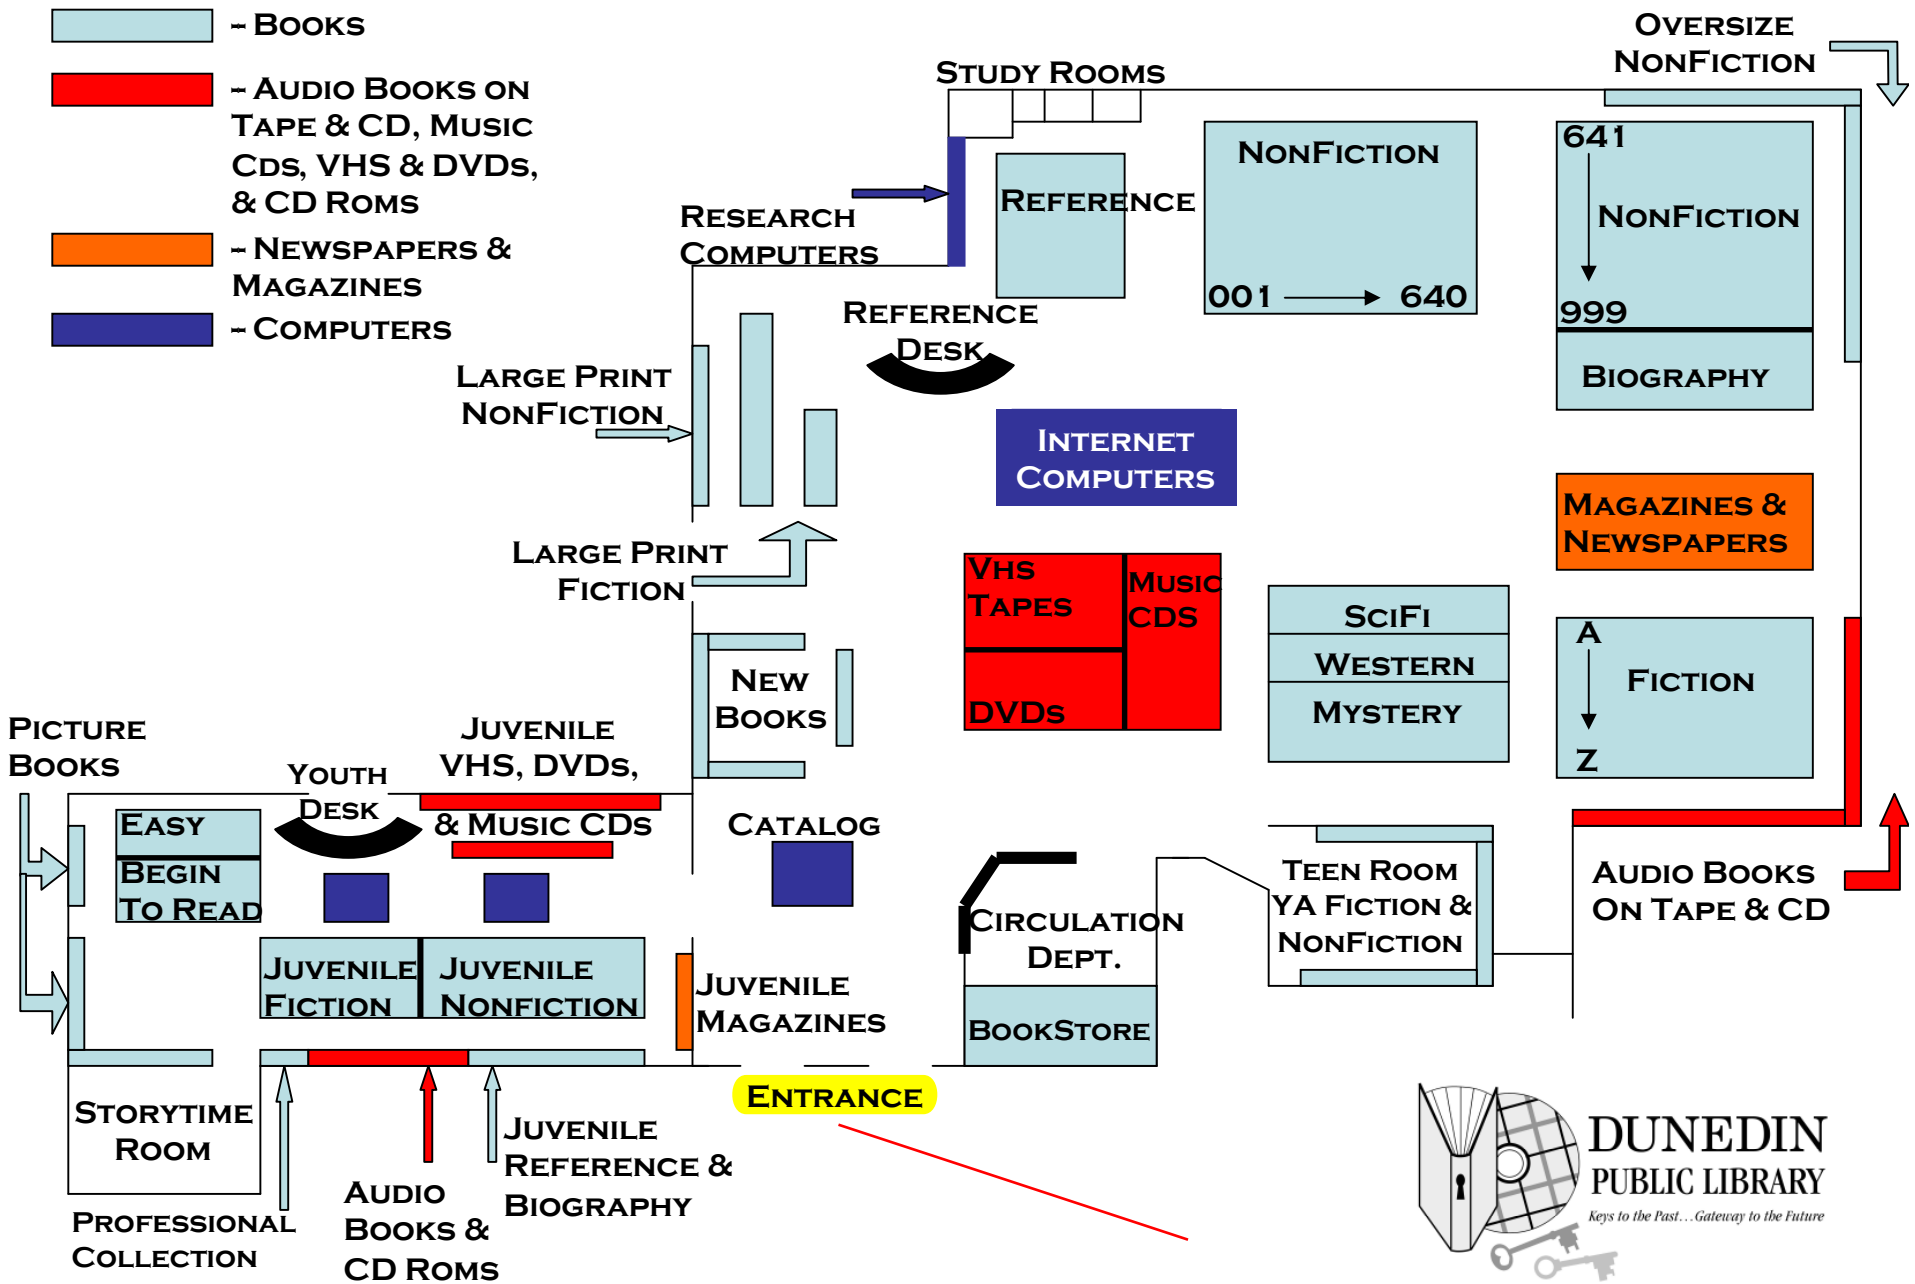 – Books
– Audio Books on
Tape & CD, Music
Cds, VHS & DVDs,
& CD Roms
– Newspapers &
Magazines
– Computers
Study Rooms
Oversize
NonFiction
Research
Computers
Reference
NonFiction
001
640
641
NonFiction
999
Biography
Reference
Desk
Large Print
NonFiction
Internet
Computers
Magazines &
Newspapers
Large Print
Fiction
Vhs
Tapes
Music
CDs
DVDs
SciFi
Western
Mystery
A
Fiction
Z
New
Books
Picture
Books
Youth
Desk
Juvenile
VHS, DVDs,
& Music CDs
Catalog
Easy
Begin
To Read
Juvenile
Fiction
Juvenile
Nonfiction
Juvenile
Magazines
Circulation
Dept.
BookStore
Teen Room
YA Fiction &
NonFiction
Audio Books
On Tape & CD
Entrance
Storytime
Room
Professional
Collection
Audio
Books &
CD Roms
Juvenile
Reference &
Biography
DUNEDIN
PUBLIC LIBRARY
Keys to the Past...Gateway to the Future